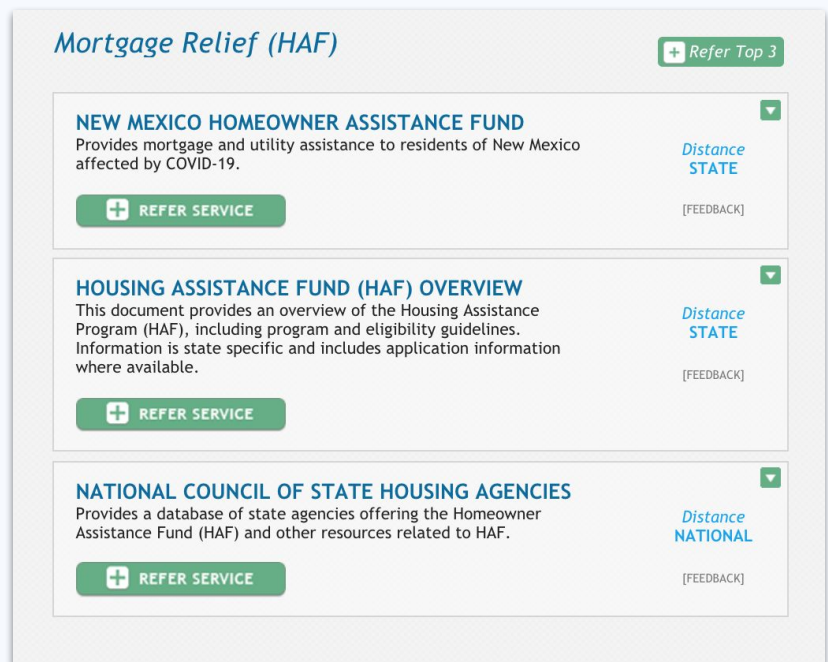 Mortgage Relief (HAF)
Refer Top 3
NEW MEXICO HOMEOWNER ASSISTANCE FUND
Provides mortgage and utility assistance to residents of New Mexico
affected by COVID-19.
Distance
STATE
REFER SERVICE
[FEEDBACK]
HOUSING ASSISTANCE FUND (HAF) OVERVIEW
This document provides an overview of the Housing Assistance
Program (HAF), including program and eligibility guidelines.
Information is state specific and includes application information
where available.
Distance
STATE
[FEEDBACK]
REFER SERVICE
NATIONAL COUNCIL OF STATE HOUSING AGENCIES
Provides a database of state agencies offering the Homeowner
Assistance Fund (HAF) and other resources related to HAF.
Distance
NATIONAL
REFER SERVICE
[FEEDBACK]